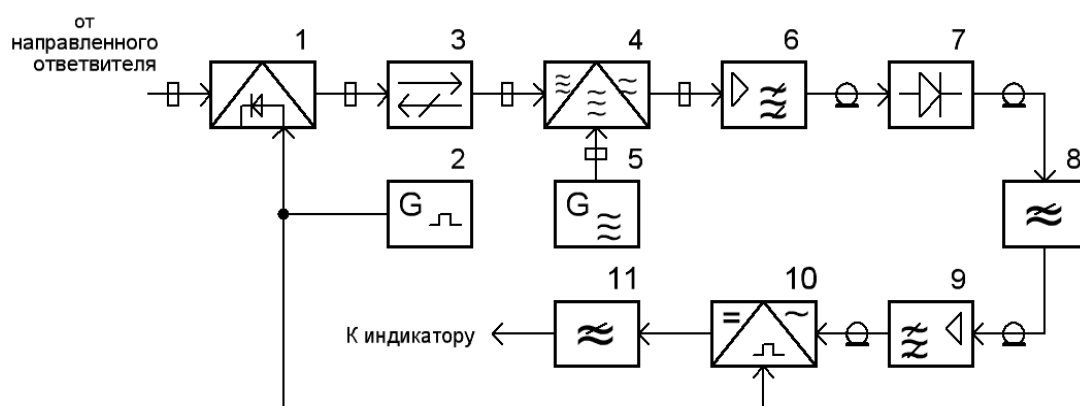 от
направленного
ответвителя
1
3
4
6
7
2
G
5
G
8
11
10
9
=
~
К индикатору